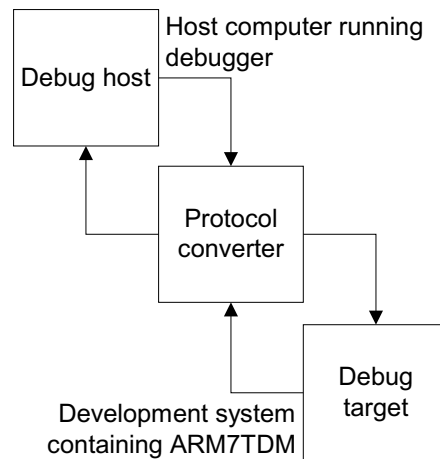 Host computer running
debugger
Debug host
Protocol
converter
Debug
target
Development system
containing ARM7TDM